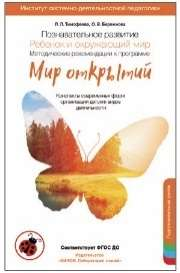 Институт системно-деятельностной педагогики
Л. Л. Тимофеева, О. В. Бережнова
Познавательное развитие
Ребенок и окружающий мир
Методические рекомендации к программе
Мир открытий
Конспекты современных форм
организации детских видов
деятельности
Соответствует ФГОС ДО
Издательство